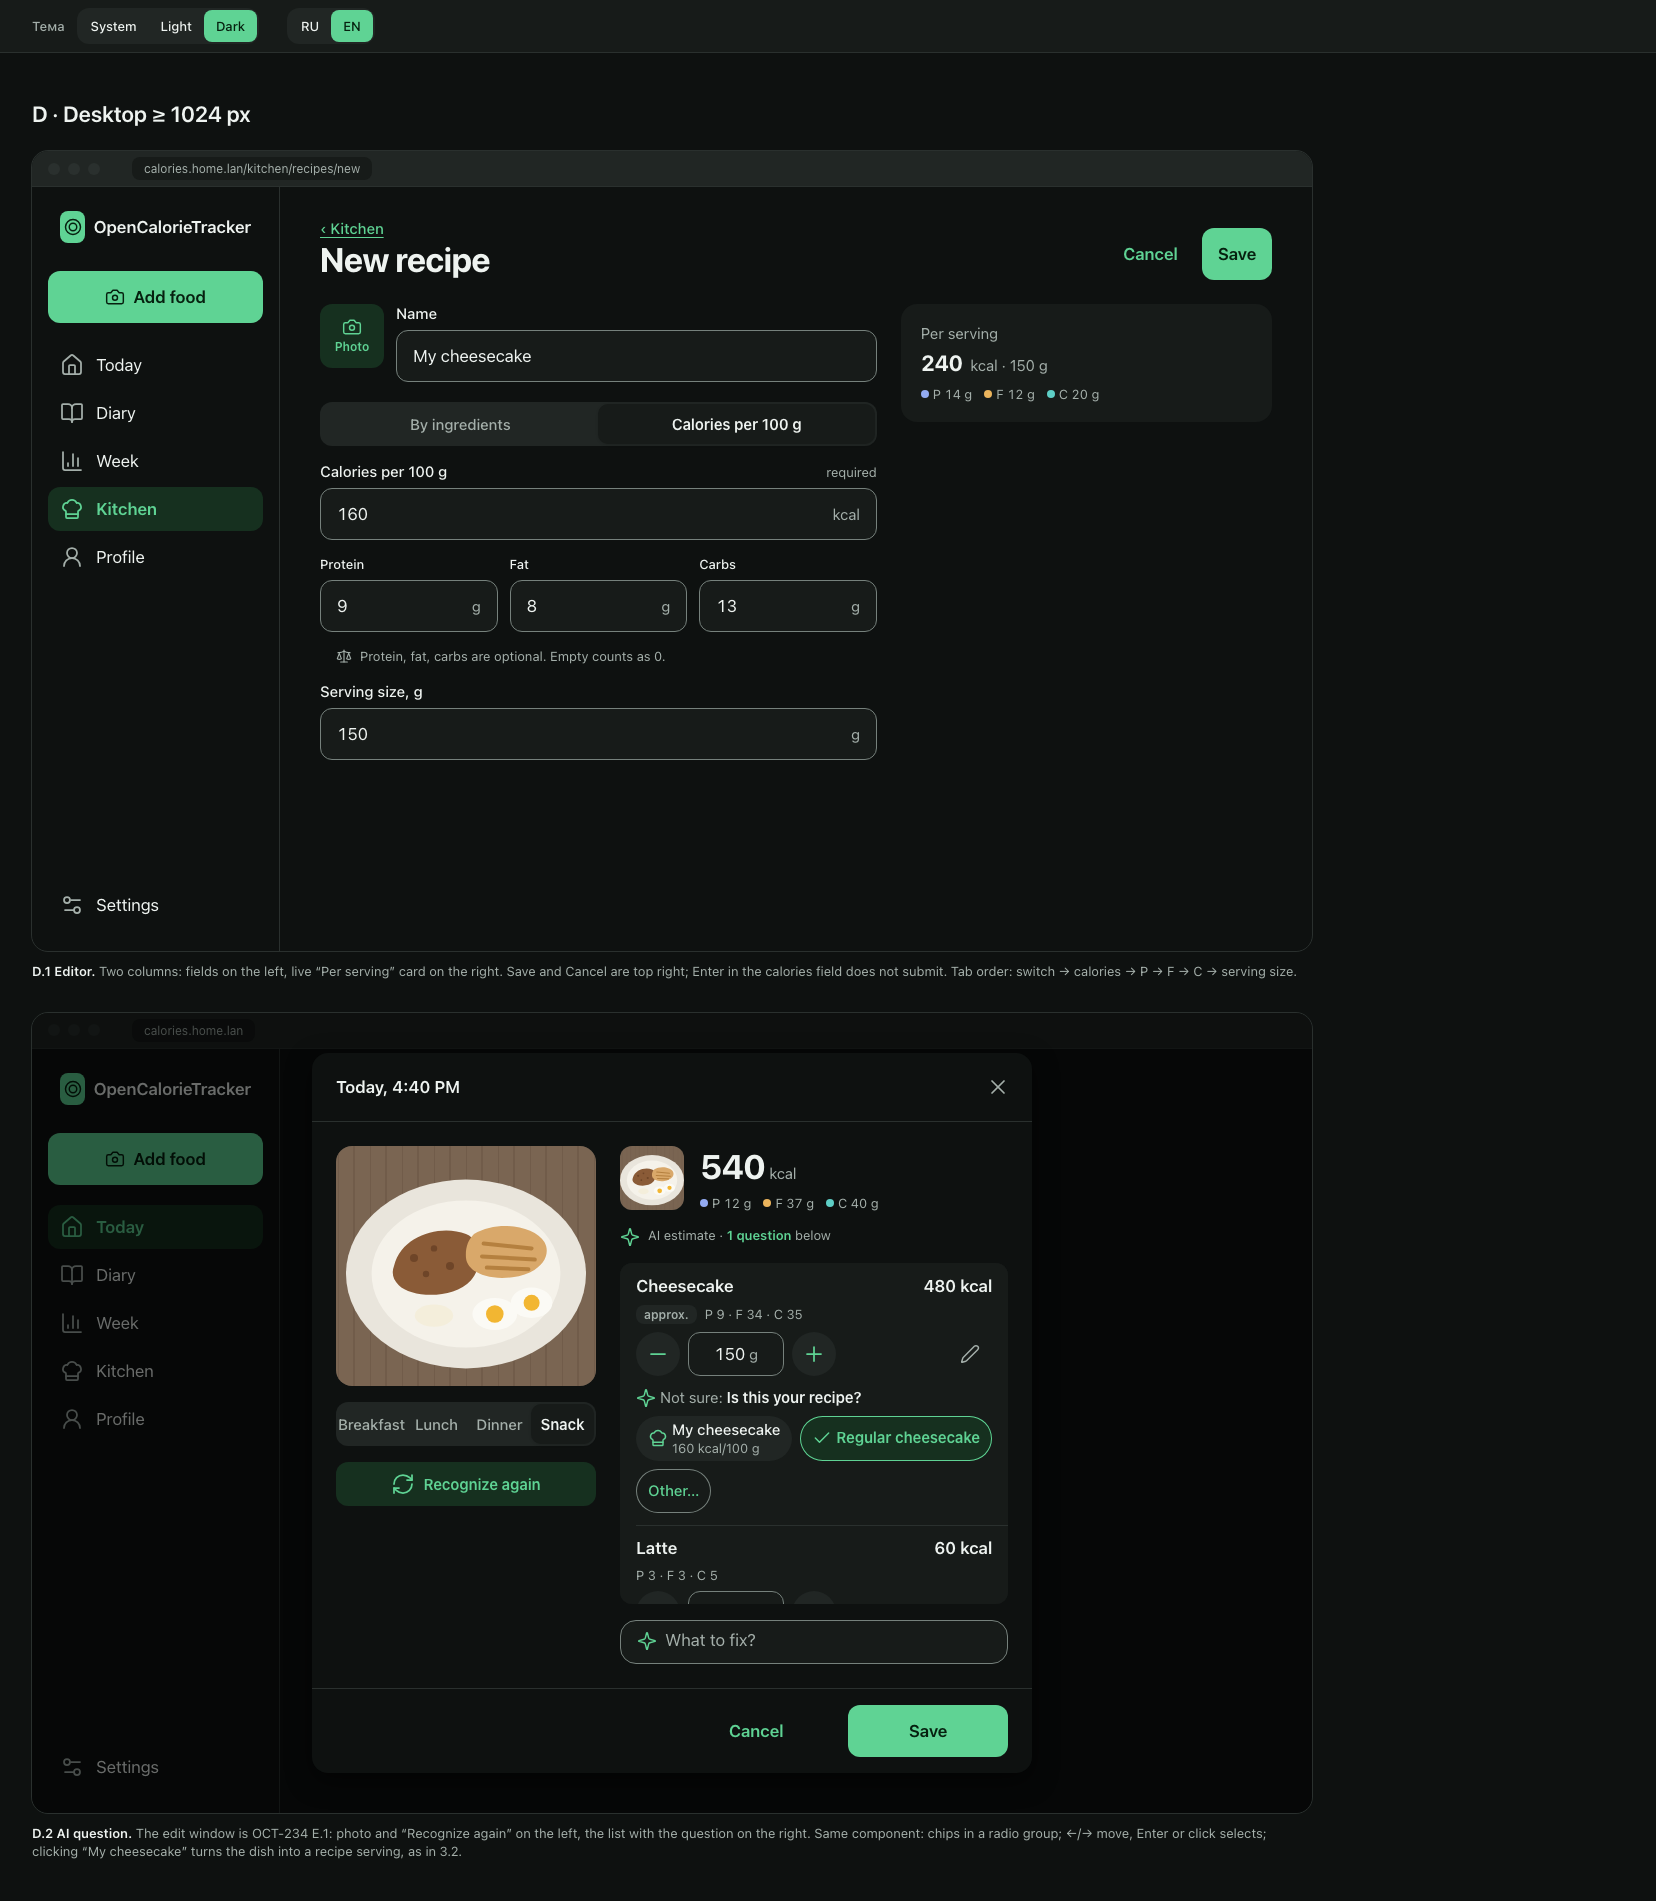 Тема
System
Light
Dark
RU
EN
D · Desktop ≥ 1024 px
calories.home.lan/kitchen/recipes/new
OpenCalorieTracker
Add food
Today
Diary
Week
Kitchen
Profile
Settings
‹ Kitchen
New recipe
Cancel
Save
Photo
Name
My cheesecake
By ingredients
Calories per 100 g
Calories per 100 g
required
160
kcal
Protein
Fat
Carbs
9 g
8 g
13 g
Protein, fat, carbs are optional. Empty counts as 0.
Serving size, g
150 g
Per serving
240 kcal · 150 g
P 14 g
F 12 g
C 20 g
D.1 Editor. Two columns: fields on the left, live “Per serving” card on the right. Save and Cancel are top right; Enter in the calories field does not submit. Tab order: switch → calories → P → F → C → serving size.
calories.home.lan
OpenCalorieTracker
Add food
Today
Diary
Week
Kitchen
Profile
Settings
Today, 4:40 PM
Breakfast
Lunch
Dinner
Snack
Recognize again
540 kcal
P 12 g
F 37 g
C 40 g
AI estimate · 1 question below
Cheesecake
480 kcal
approx.
P 9 · F 34 · C 35
150 g
Not sure: Is this your recipe?
My cheesecake
160 kcal/100 g
Regular cheesecake
Other…
Latte
60 kcal
P 3 · F 3 · C 5
What to fix?
Cancel
Save
D.2 AI question. The edit window is OCT-234 E.1: photo and “Recognize again” on the left, the list with the question on the right. Same component: chips in a radio group; ←/→ move, Enter or click selects;
clicking “My cheesecake” turns the dish into a recipe serving, as in 3.2.